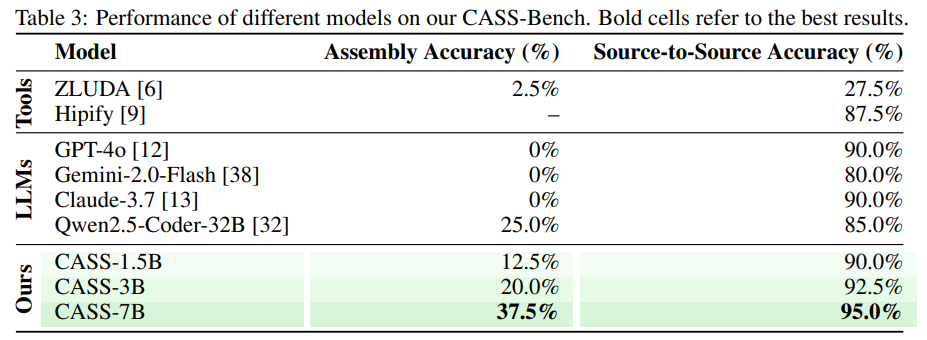 Table 3: Performance of different models on our CASS-Bench. Bold cells refer to the best results.
Model Assembly Accuracy (%) Source-to-Source Accuracy (%)
Tools
ZLUDA [6] 2.5% 27.5%
Hipify [9] – 87.5%
LLMs
GPT-4o [12] 0% 90.0%
Gemini-2.0-Flash [38] 0% 80.0%
Claude-3.7 [13] 0% 90.0%
Qwen2.5-Coder-32B [32] 25.0% 85.0%
Ours
CASS-1.5B 12.5% 90.0%
CASS-3B 20.0% 92.5%
CASS-7B 37.5% 95.0%